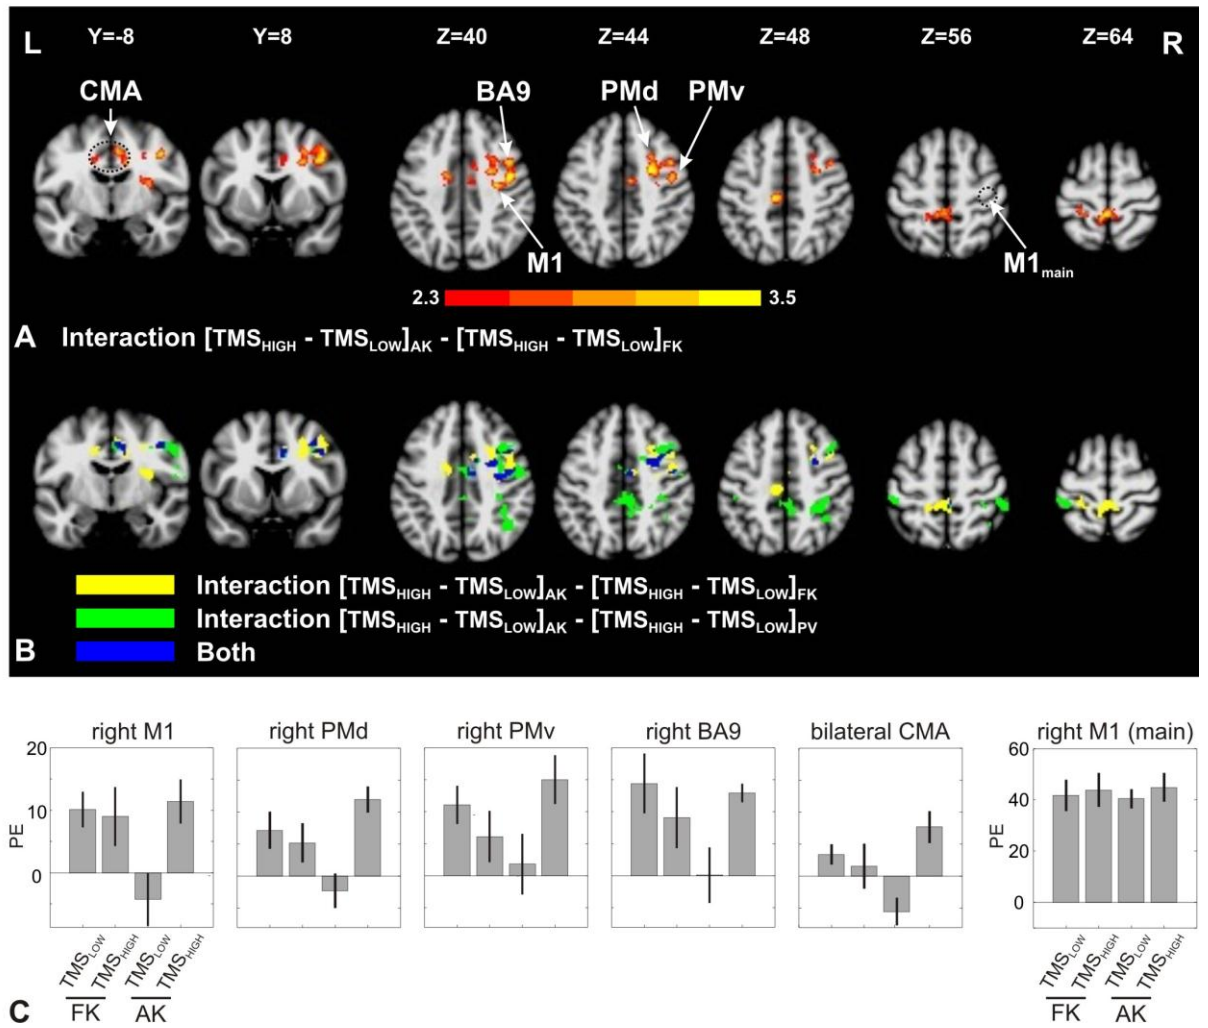 L Y=-8 Y=8 Z=40 Z=44 Z=48 Z=56 Z=64 R
CMA BA9 PMd PMv
M1 M1main
2.3 3.5
A Interaction [TMSHIGH - TMSLOW]AK - [TMSHIGH - TMSLOW]FK
Interaction [TMSHIGH - TMSLOW]AK - [TMSHIGH - TMSLOW]FK
Interaction [TMSHIGH - TMSLOW]AK - [TMSHIGH - TMSLOW]PV
B Both
right M1 right PMd right PMv right BA9 bilateral CMA right M1 (main)
20 60
10 40
PE PE
20
0 0
TMSLOW TMSHIGH TMSLOW TMSHIGH TMSLOW TMSHIGH TMSLOW TMSHIGH
C FK AK FK AK